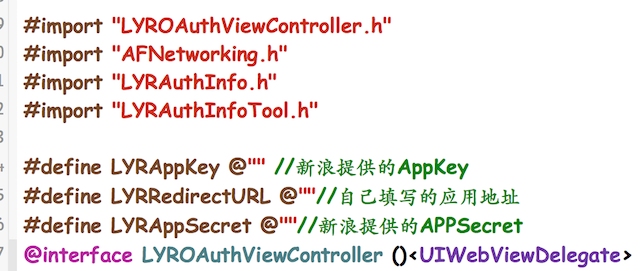 #import "LYROAuthViewController.h"
#import "AFNetworking.h"
#import "LYRAuthInfo.h"
#import "LYRAuthInfoTool.h"
#define LYRAppKey @"" //新浪提供的AppKey
#define LYRRedirectURL @""//自己填写的应用地址
#define LYRAppSecret @""//新浪提供的APPSecret
@interface LYROAuthViewController ()<UIWebViewDelegate>